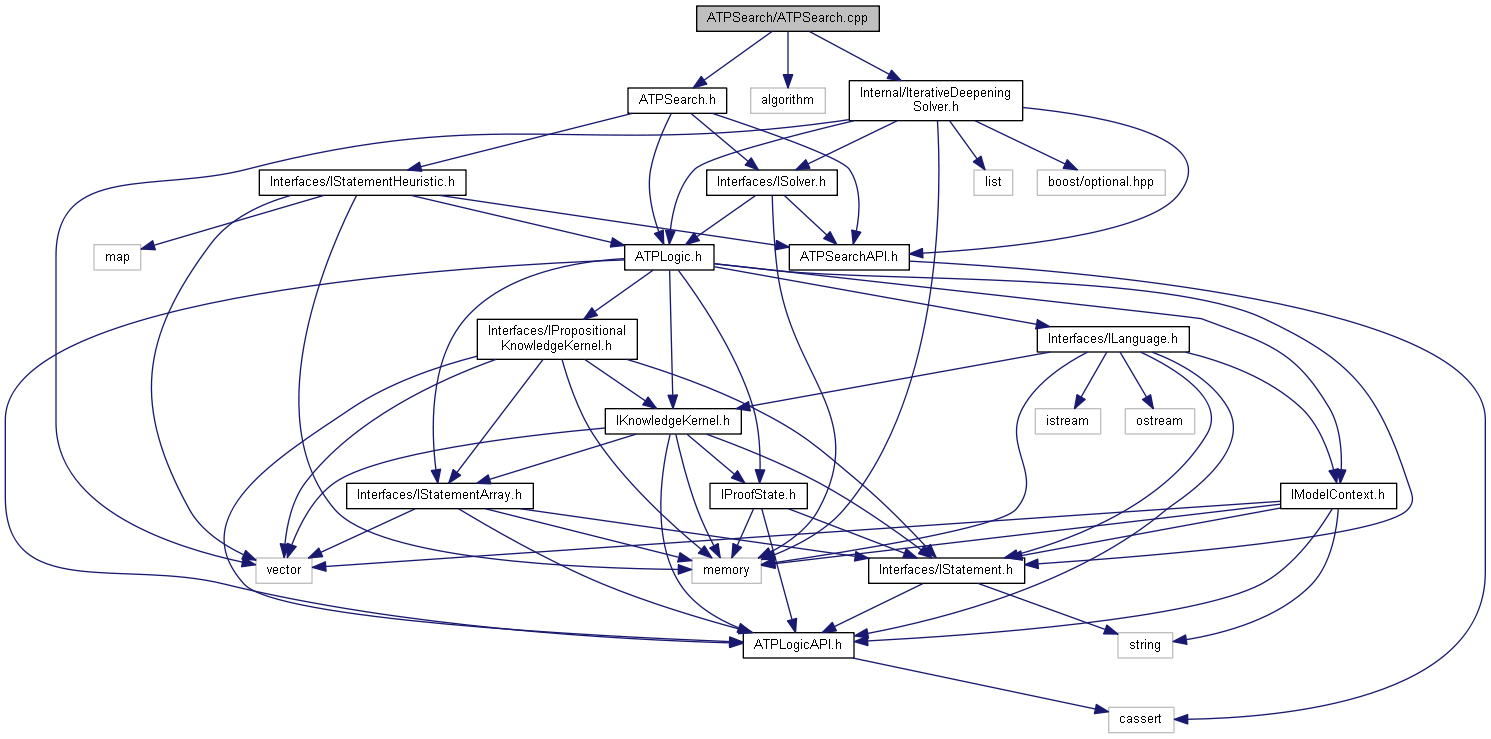 ATPSearch/ATPSearch.cpp
ATPSearch.h
algorithm
Internal/IterativeDeepening
Solver.h
Interfaces/IStatementHeuristic.h
Interfaces/ISolver.h
list
boost/optional.hpp
map
ATPLogic.h
ATPSearchAPI.h
Interfaces/IPropositional
KnowledgeKernel.h
Interfaces/ILanguage.h
IKnowledgeKernel.h
istream
ostream
Interfaces/IStatementArray.h
IProofState.h
IModelContext.h
vector
memory
Interfaces/IStatement.h
ATPLogicAPI.h
string
cassert